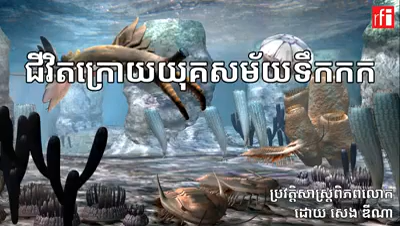 rfi
ជីវិតក្រោយយុគសម័យទឹកកក
ប្រវត្តិសាស្ត្រពិភពលោក
ដោយ សេង ឌីណា